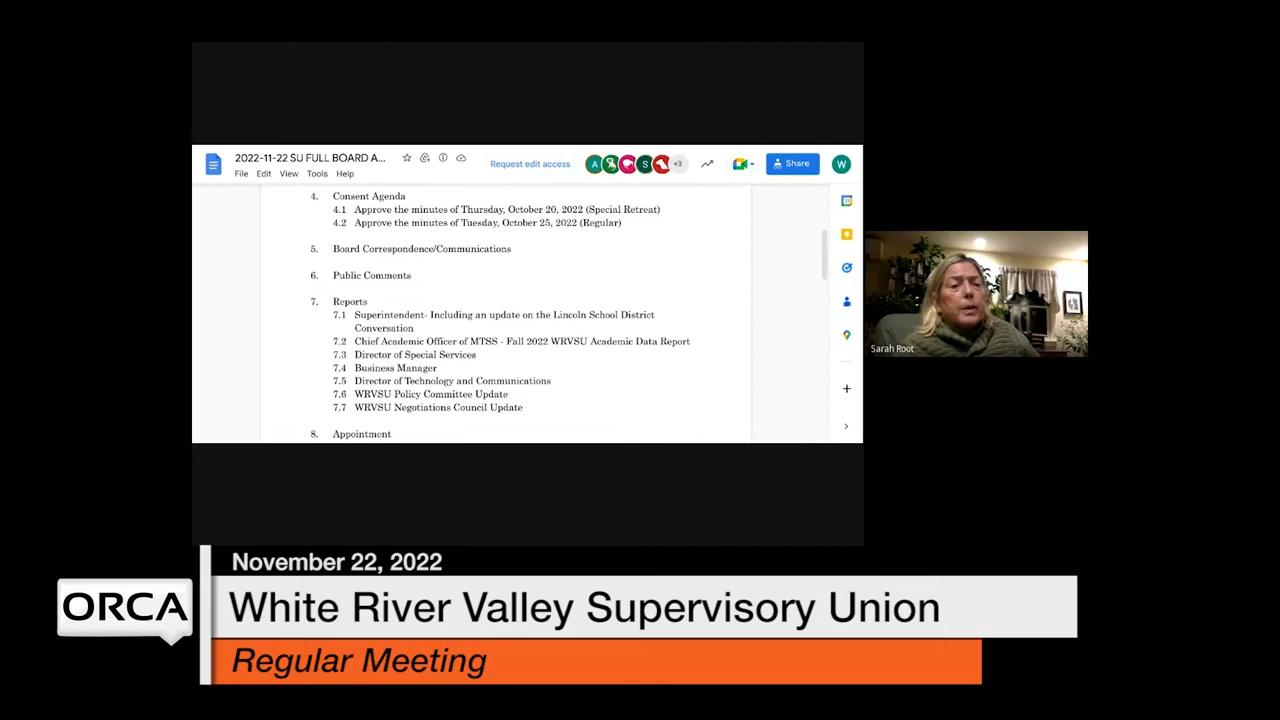 2022-11-22 SU FULL BOARD A...
File Edit View Tools Help
Request edit access
A
S
+3
Share
W
4. Consent Agenda
4.1 Approve the minutes of Thursday, October 20, 2022 (Special Retreat)
4.2 Approve the minutes of Tuesday, October 25, 2022 (Regular)
5. Board Correspondence/Communications
6. Public Comments
7. Reports
7.1 Superintendent- Including an update on the Lincoln School District
Conversation
7.2 Chief Academic Officer of MTSS - Fall 2022 WRVSU Academic Data Report
7.3 Director of Special Services
7.4 Business Manager
7.5 Director of Technology and Communications
7.6 WRVSU Policy Committee Update
7.7 WRVSU Negotiations Council Update
8. Appointment
Sarah Root
November 22, 2022
ORCA
White River Valley Supervisory Union
Regular Meeting